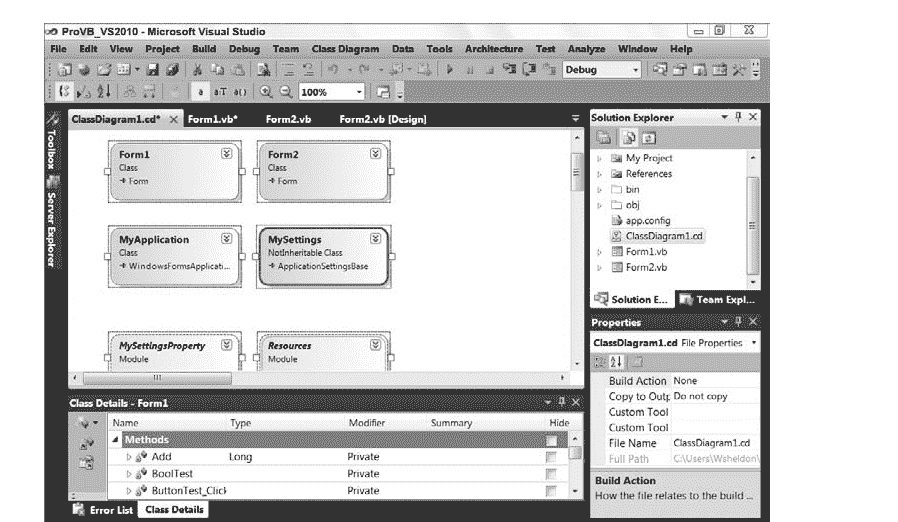 ProVB_VS2010 - Microsoft Visual Studio
File Edit View Project Build Debug Team Class Diagram Data Tools Architecture Test Analyze Window Help
Debug
100%
Toolbox
Server Explorer
ClassDiagram1.cd* Form1.vb* Form2.vb Form2.vb [Design]
Form1
Class
Form
Form2
Class
Form
MyApplication
Class
WindowsFormsApplicati...
MySettings
NotInheritable Class
ApplicationSettingsBase
MySettingsProperty
Module
Resources
Module
Class Details - Form1
Name Type Modifier Summary Hide
Methods
Add Long Private
BoolTest Private
ButtonTest_Click Private
Error List Class Details
Solution Explorer
My Project
References
bin
obj
app.config
ClassDiagram1.cd
Form1.vb
Form2.vb
Solution E... Team Expl...
Properties
ClassDiagram1.cd File Properties
Build Action None
Copy to Outp Do not copy
Custom Tool
Custom Tool
File Name ClassDiagram1.cd
Full Path C:\Users\Wsheldon\
Build Action
How the file relates to the build ...